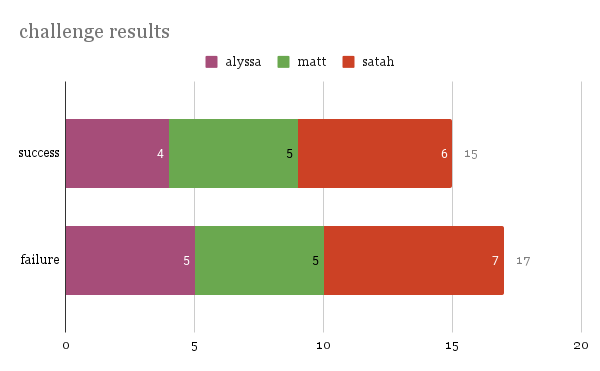 challenge results
alyssa matt satah
success 4 5 6 15
failure 5 5 7 17
0 5 10 15 20